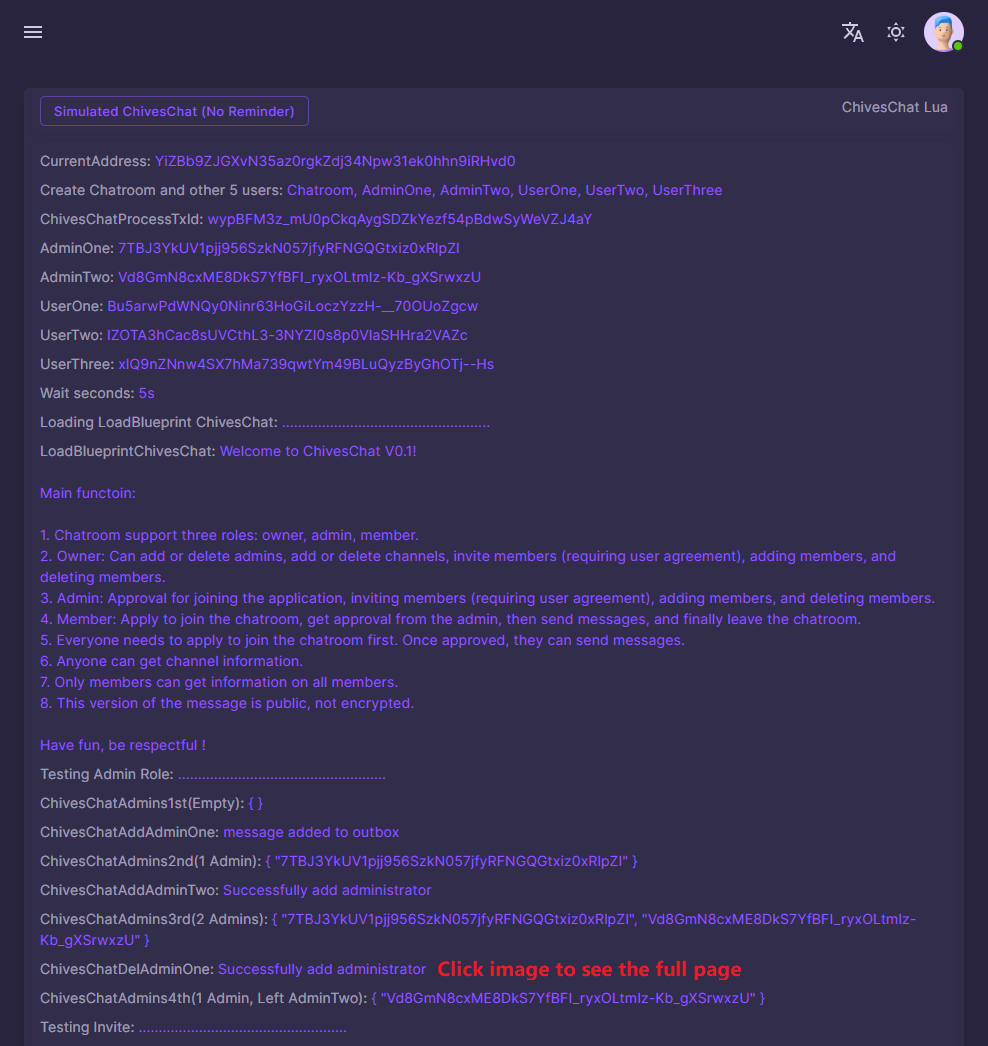 Simulated ChivesChat (No Reminder)
ChivesChat Lua
CurrentAddress: YiZBb9ZJGXvN35az0rgkZdj34Npw31ek0hhn9iRHvd0
Create Chatroom and other 5 users: Chatroom, AdminOne, AdminTwo, UserOne, UserTwo, UserThree
ChivesChatProcessTxId: wypBFM3z_mU0pCkqAygSDZkYezf54pBdwSyWeVZJ4aY
AdminOne: 7TBJ3YkUV1pjj956SzkN057jfyRFNGQGtxiz0xRlpZI
AdminTwo: Vd8GmN8cxME8DkS7YfBFI_ryxOLtmIz-Kb_gXSrwxzU
UserOne: Bu5arwPdWNQy0Ninr63HoGiLoczYzzH-__70OUoZgcw
UserTwo: IZOTA3hCac8sUVCthL3-3NYZI0s8p0VIaSHHra2VAZc
UserThree: xIQ9nZNnw4SX7hMa739qwtYm49BLuQyzByGhOTj--Hs
Wait seconds: 5s
Loading LoadBlueprint ChivesChat: ....................................................
LoadBlueprintChivesChat: Welcome to ChivesChat V0.1!
Main functoin:
1. Chatroom support three roles: owner, admin, member.
2. Owner: Can add or delete admins, add or delete channels, invite members (requiring user agreement), adding members, and
deleting members.
3. Admin: Approval for joining the application, inviting members (requiring user agreement), adding members, and deleting members.
4. Member: Apply to join the chatroom, get approval from the admin, then send messages, and finally leave the chatroom.
5. Everyone needs to apply to join the chatroom first. Once approved, they can send messages.
6. Anyone can get channel information.
7. Only members can get information on all members.
8. This version of the message is public, not encrypted.
Have fun, be respectful !
Testing Admin Role: ....................................................
ChivesChatAdmins1st(Empty): { }
ChivesChatAddAdminOne: message added to outbox
ChivesChatAdmins2nd(1 Admin): { "7TBJ3YkUV1pjj956SzkN057jfyRFNGQGtxiz0xRlpZI" }
ChivesChatAddAdminTwo: Successfully add administrator
ChivesChatAdmins3rd(2 Admins): { "7TBJ3YkUV1pjj956SzkN057jfyRFNGQGtxiz0xRlpZI", "Vd8GmN8cxME8DkS7YfBFI_ryxOLtmIz-
Kb_gXSrwxzU" }
ChivesChatDelAdminOne: Successfully add administrator Click image to see the full page
ChivesChatAdmins4th(1 Admin, Left AdminTwo): { "Vd8GmN8cxME8DkS7YfBFI_ryxOLtmIz-Kb_gXSrwxzU" }
Testing Invite: ....................................................